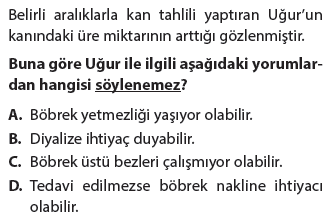 Belirli aralıklarla kan tahlili yaptıran Uğur’un
kanındaki üre miktarının arttığı gözlenmiştir.
Buna göre Uğur ile ilgili aşağıdaki yorumlar-
dan hangisi söylenemez?
A. Böbrek yetmezliği yaşıyor olabilir.
B. Diyalize ihtiyaç duyabilir.
C. Böbrek üstü bezleri çalışmıyor olabilir.
D. Tedavi edilmezse böbrek nakline ihtiyacı
olabilir.